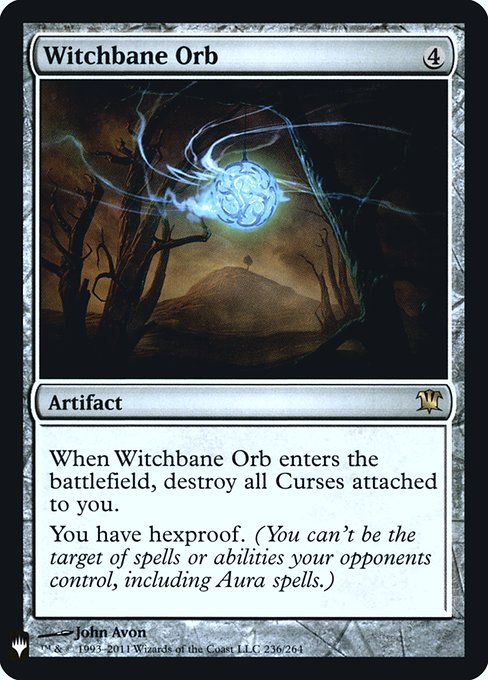 Witchbane Orb 4
Artifact
When Witchbane Orb enters the
battlefield, destroy all Curses attached
to you.
You have hexproof. (You can't be the
target of spells or abilities your opponents
control, including Aura spells.)
John Avon
™ & © 1993–2011 Wizards of the Coast LLC 236/264